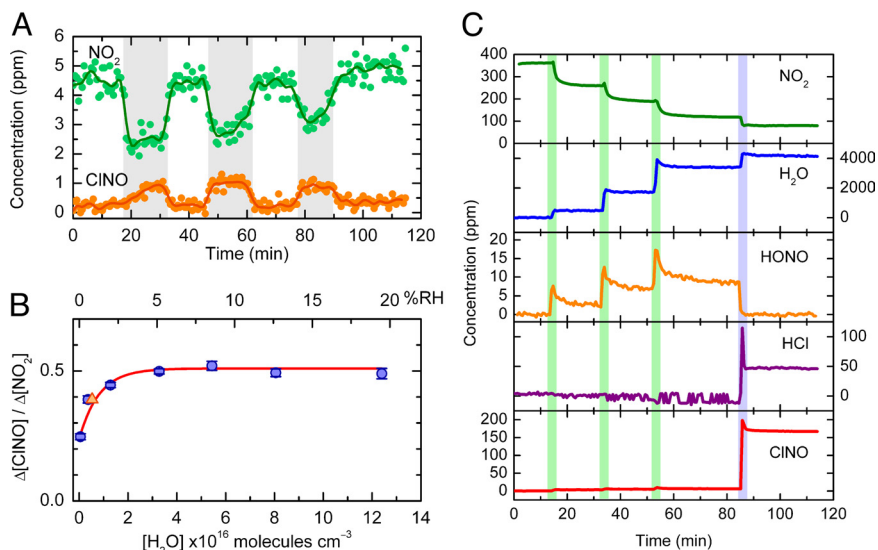 A
NO2
ClNO
Concentration (ppm)
6
5
4
3
2
1
0
0 20 40 60 80 100 120
Time (min)
B
0 5 10 15 20 %RH
Δ[ClNO] / Δ[NO2]
0.5
0.0
0 2 4 6 8 10 12 14
[H2O] x10^16 molecules cm^-3
C
Concentration (ppm)
400
300
200
100
0
NO2
4000
2000
0
H2O
20
15
10
5
0
HONO
HCl
100
50
0
200
150
100
50
0
ClNO
0 20 40 60 80 100 120
Time (min)